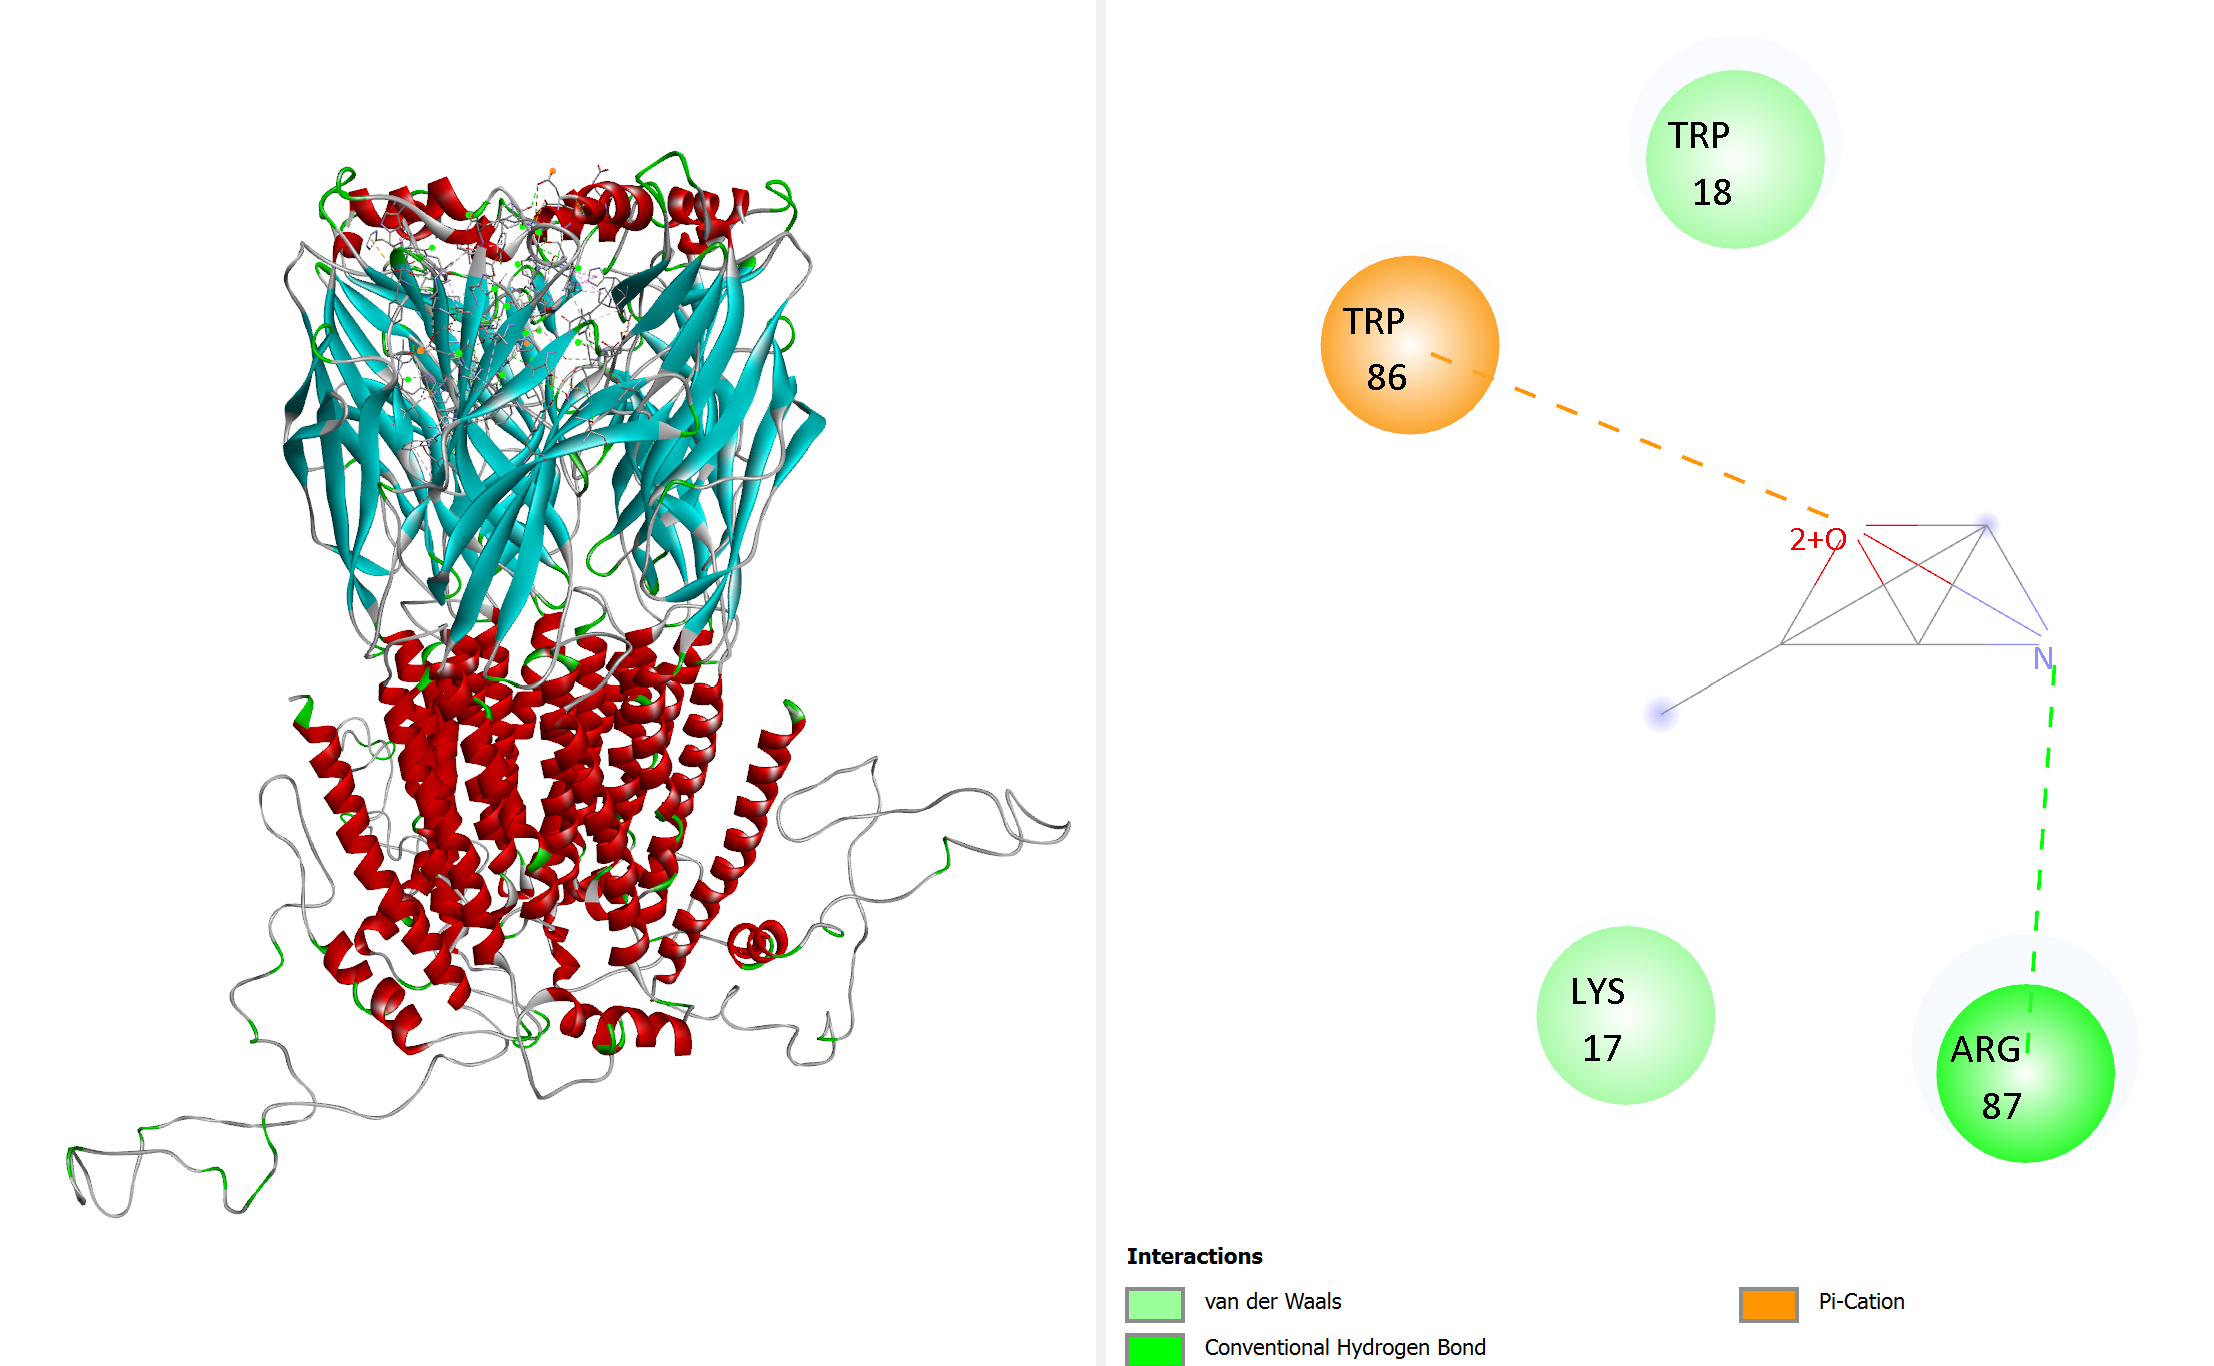 TRP
18
TRP
86
2+O
N
LYS
17
ARG
87
Interactions
van der Waals
Pi-Cation
Conventional Hydrogen Bond